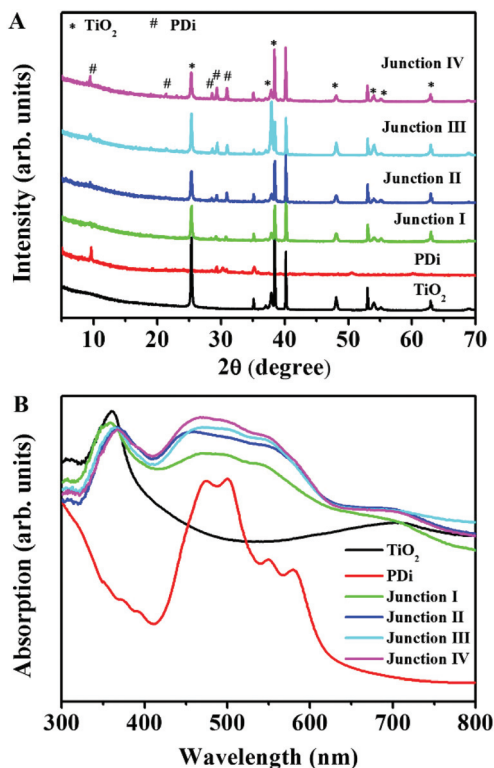 A
* TiO2 # PDi
Intensity (arb. units)
#
*
#
#
#
#
*
*
*
*
*
*
Junction IV
Junction III
Junction II
Junction I
PDi
TiO2
10 20 30 40 50 60 70
2θ (degree)
B
Absorption (arb. units)
TiO2
PDi
Junction I
Junction II
Junction III
Junction IV
300 400 500 600 700 800
Wavelength (nm)